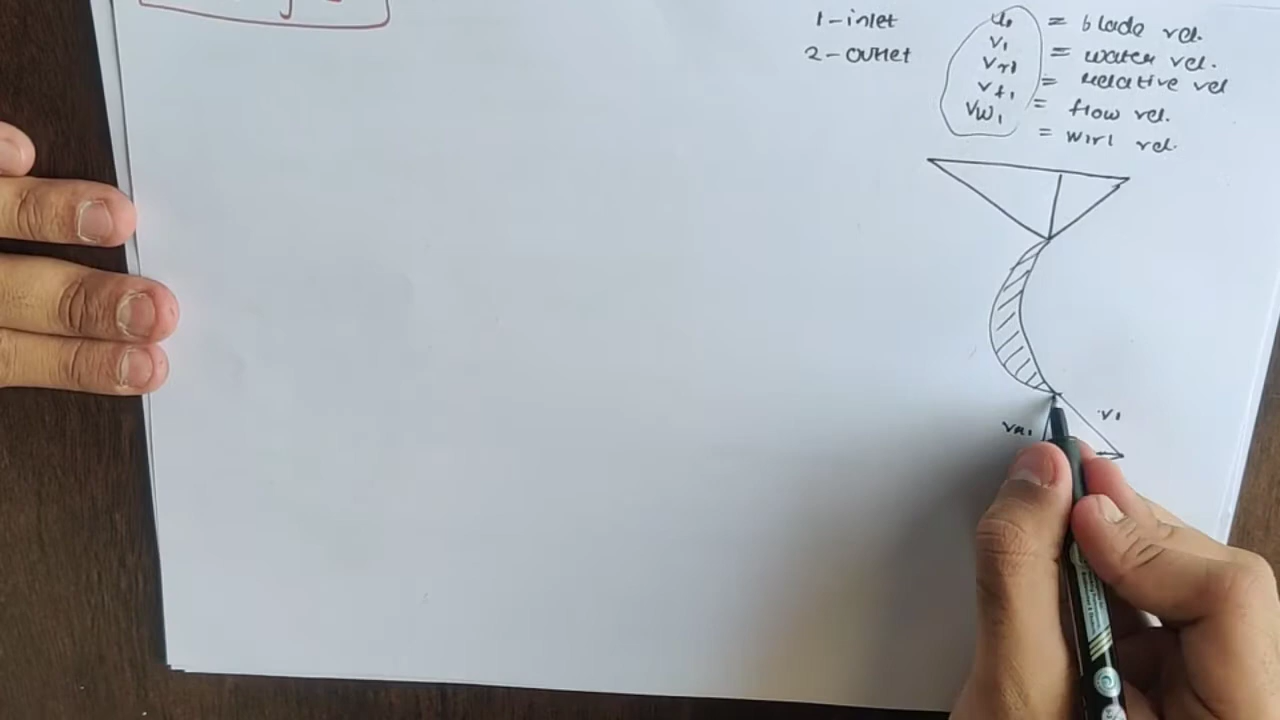 1-inlet
2-outlet
u₁ = blade vel.
V₁ = water vel.
Vr₁ = relative vel
Vf₁ = flow vel.
Vw₁ = wirl vel.
V₁
VR₁